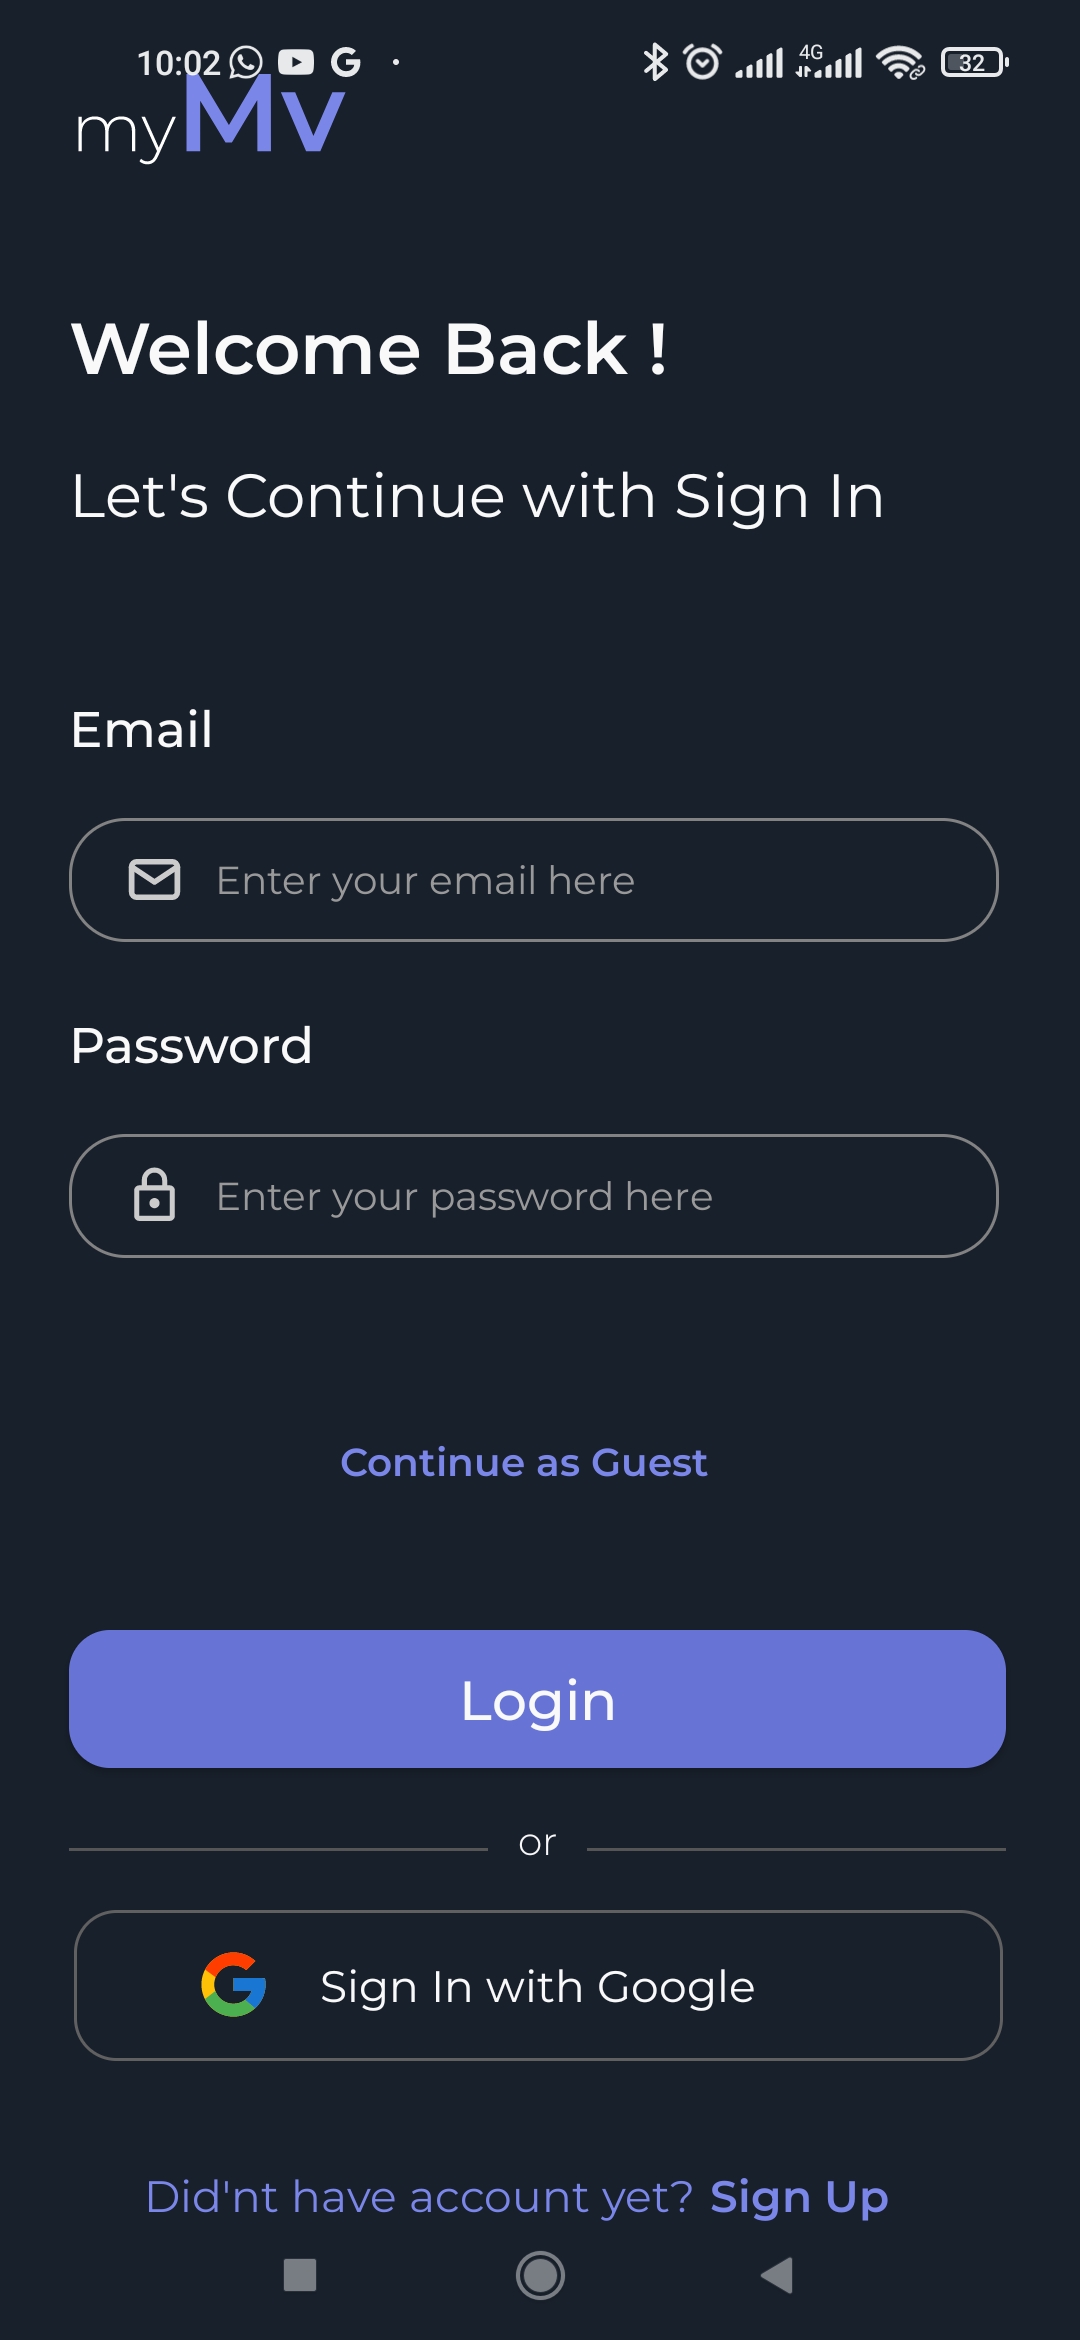 10:02 4G 32
myMv
Welcome Back !
Let's Continue with Sign In
Email
Enter your email here
Password
Enter your password here
Continue as Guest
Login
or
Sign In with Google
Did'nt have account yet? Sign Up